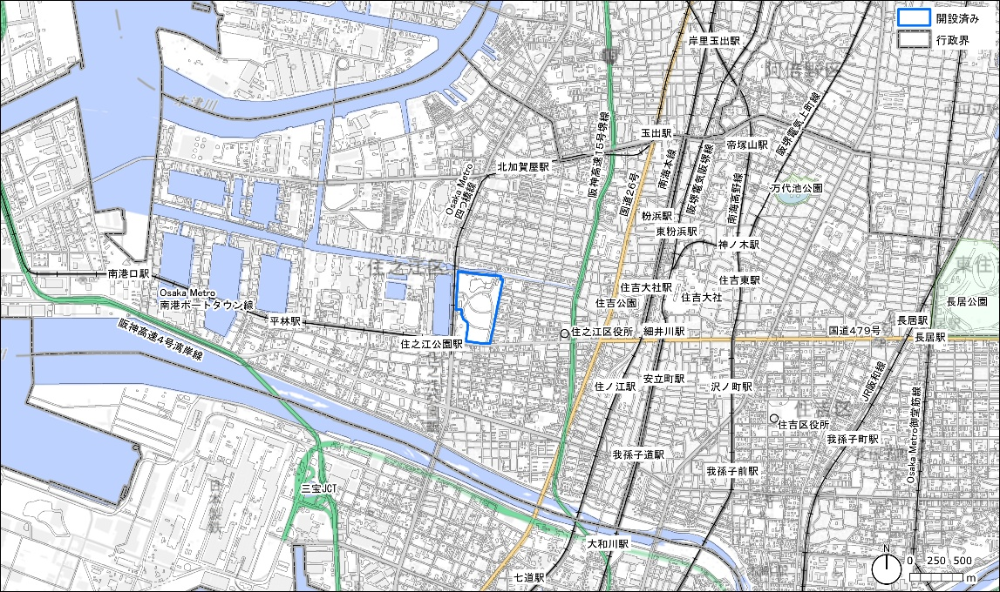 開設済み
行政界
岸里玉出駅
阿倍野区
木津川
阪堺電気上町線
玉出駅
帝塚山駅
北加賀屋駅
阪神高速15号堺線
Osaka Metro
四つ橋線
国道26号
南海本線
阪堺電気阪堺線
南海高野線
万代池公園
粉浜駅
東粉浜駅
神ノ木駅
住之江区
東住
南港口駅
Osaka Metro
南港ポートタウン線
住吉大社駅
住吉東駅
住吉公園
住吉大社
長居公園
平林駅
阪神高速4号湾岸線
住之江公園駅
住之江区役所
細井川駅
国道479号
長居駅
長居駅
住ノ江駅
安立町駅
沢ノ町駅
JR阪和線
住吉区
住吉区役所
Osaka Metro御堂筋線
我孫子町駅
我孫子道駅
我孫子前駅
三宝JCT
大和川駅
七道駅
N
0 250 500
m